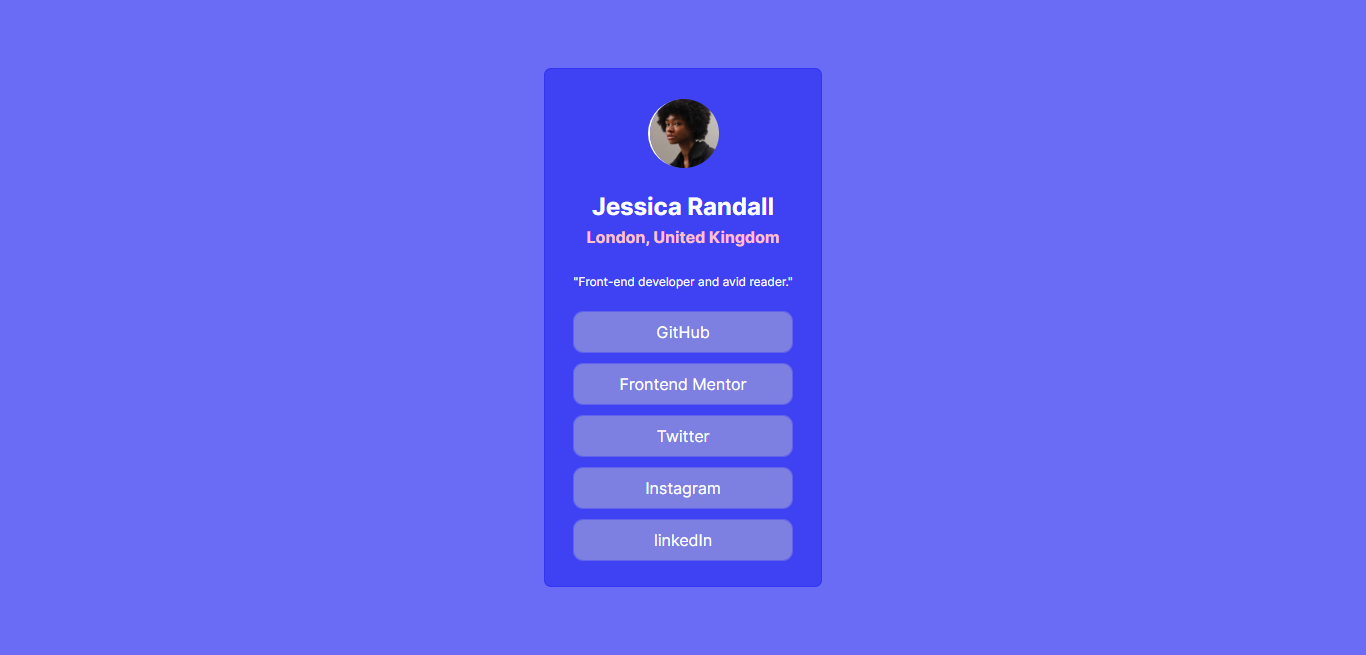 Jessica Randall
London, United Kingdom
"Front-end developer and avid reader."
GitHub
Frontend Mentor
Twitter
Instagram
linkedIn